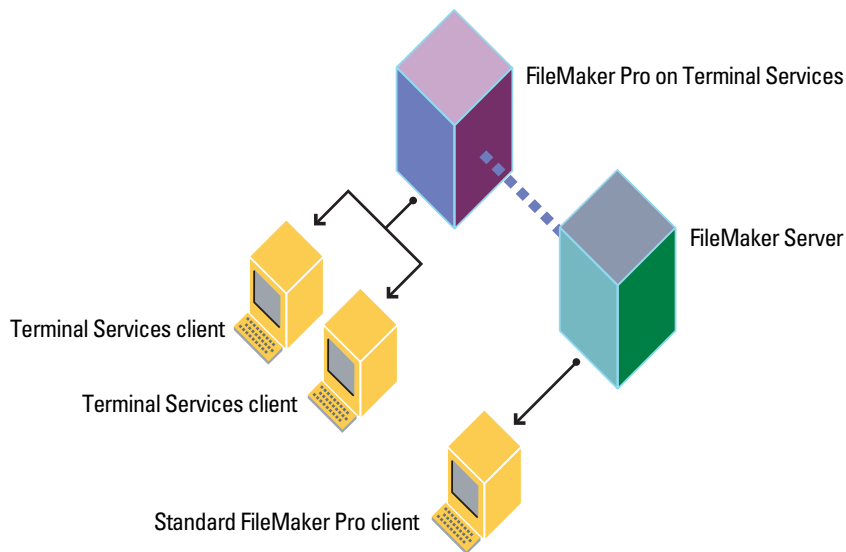 FileMaker Pro on Terminal Services
FileMaker Server
Terminal Services client
Terminal Services client
Standard FileMaker Pro client